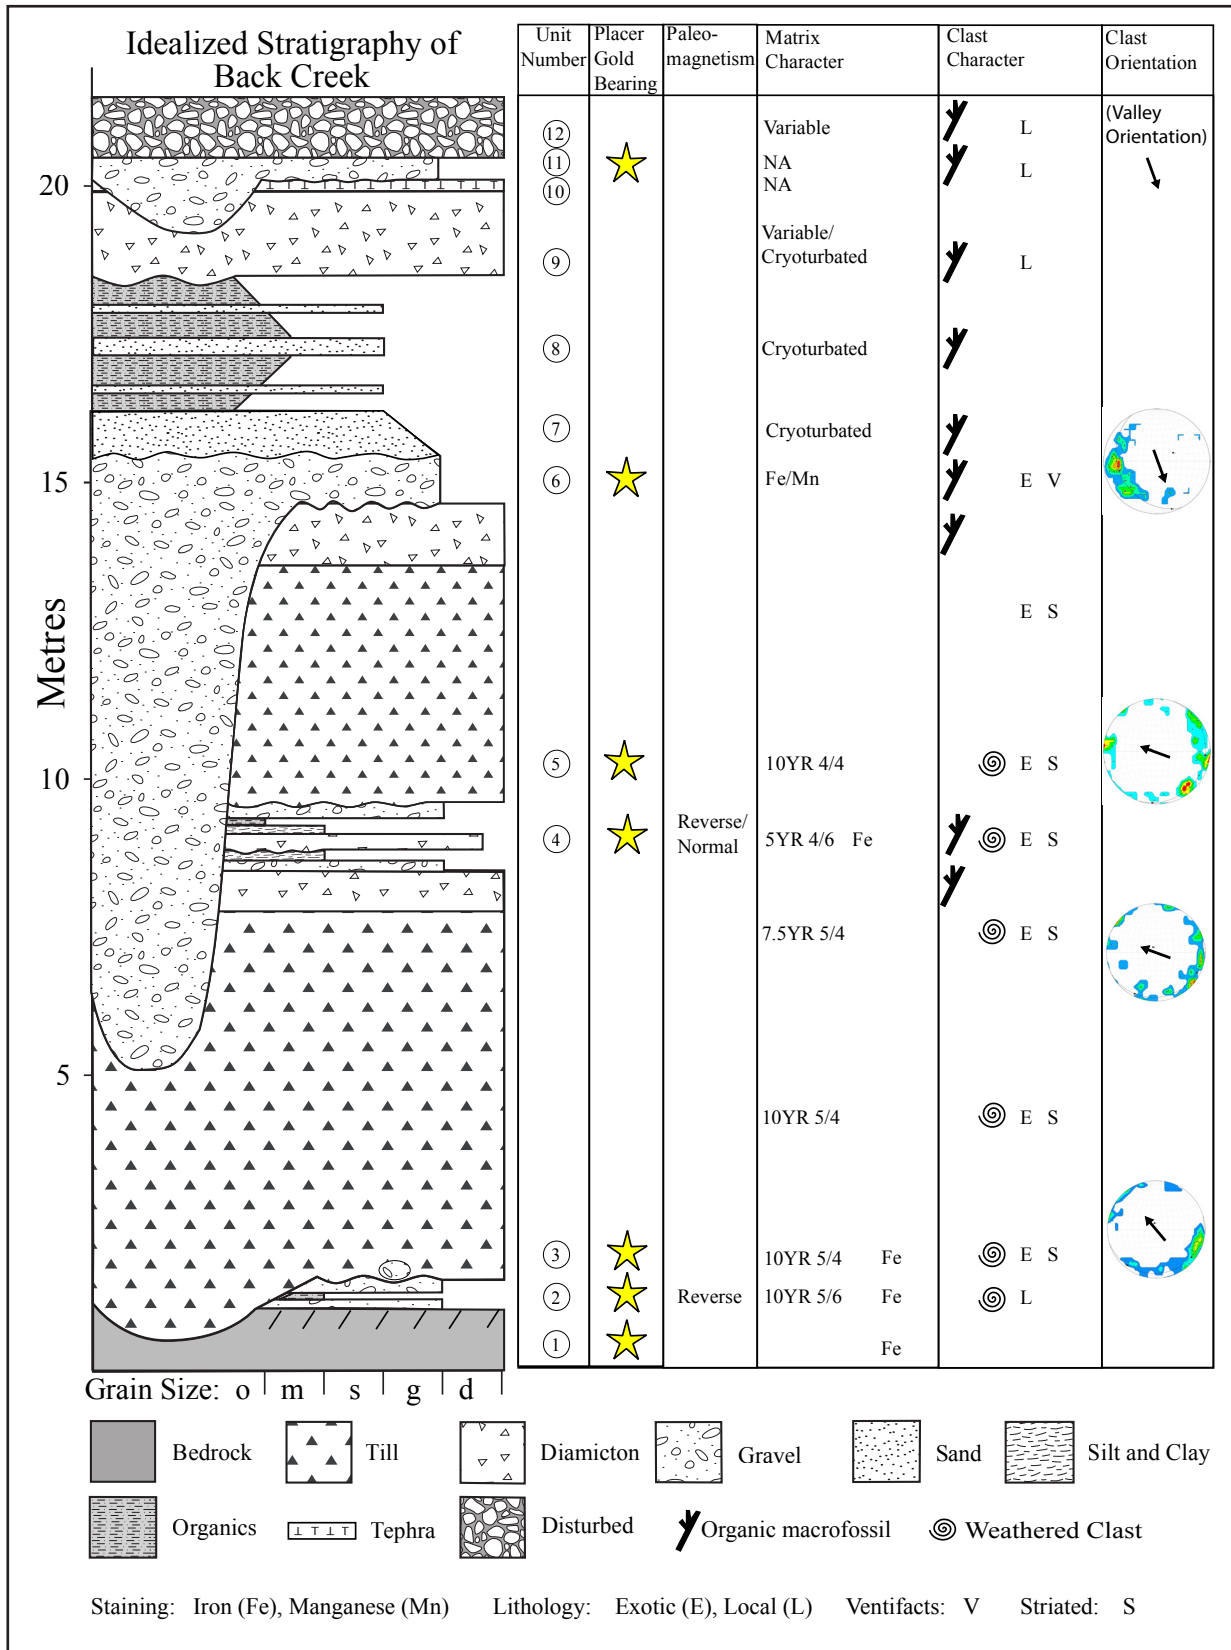 Idealized Stratigraphy of
Back Creek
Unit
Number
Placer
Gold
Bearing
Paleo-
magnetism
Matrix
Character
Clast
Character
Clast
Orientation
12
Variable
L
(Valley
Orientation)
11
NA
L
10
NA
20
9
Variable/
Cryoturbated
L
8
Cryoturbated
7
Cryoturbated
15
6
Fe/Mn
E V
E S
Metres
10
5
10YR 4/4
E S
4
Reverse/
Normal
5YR 4/6 Fe
E S
7.5YR 5/4
E S
5
10YR 5/4
E S
3
10YR 5/4 Fe
E S
2
Reverse
10YR 5/6 Fe
L
1
Fe
Grain Size: o m s g d
Bedrock
Till
Diamicton
Gravel
Sand
Silt and Clay
Organics
Tephra
Disturbed
Organic macrofossil
Weathered Clast
Staining: Iron (Fe), Manganese (Mn) Lithology: Exotic (E), Local (L) Ventifacts: V Striated: S